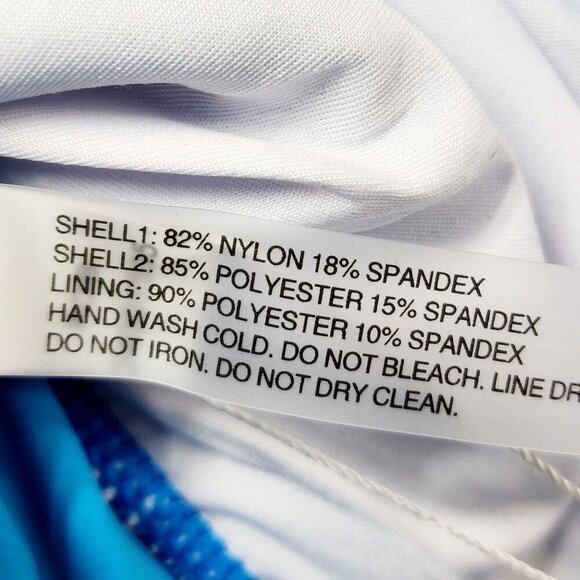 SHELL1: 82% NYLON 18% SPANDEX
SHELL2: 85% POLYESTER 15% SPANDEX
LINING: 90% POLYESTER 10% SPANDEX
HAND WASH COLD. DO NOT BLEACH. LINE
DO NOT IRON. DO NOT DRY CLEAN.